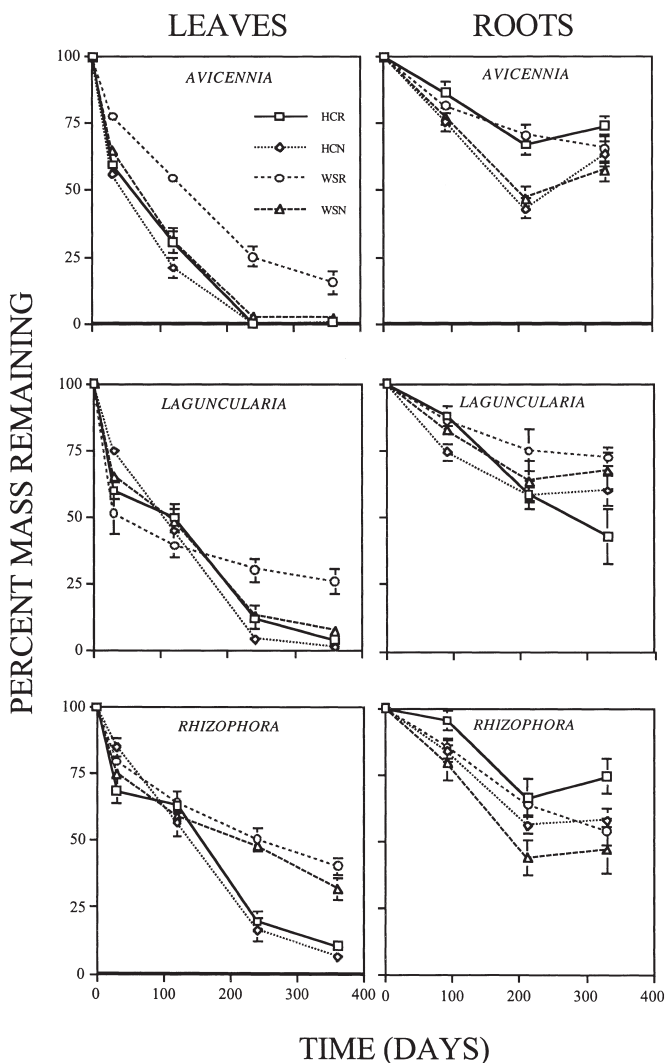 LEAVES ROOTS
PERCENT MASS REMAINING
100
75
50
25
0
AVICENNIA
HCR
HCN
WSR
WSN
AVICENNIA
100
75
50
25
0
LAGUNCULARIA
LAGUNCULARIA
100
75
50
25
0
RHIZOPHORA
RHIZOPHORA
0 100 200 300 400 0 100 200 300 400
TIME (DAYS)